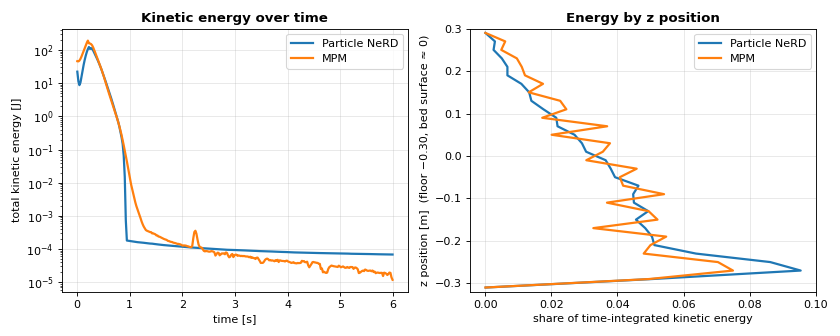 Kinetic energy over time
total kinetic energy [J]
10²
10¹
10⁰
10⁻¹
10⁻²
10⁻³
10⁻⁴
10⁻⁵
Particle NeRD
MPM
0
1
2
3
4
5
6
time [s]
Energy by z position
z position [m]  (floor −0.30, bed surface ≈ 0)
0.3
0.2
0.1
0.0
−0.1
−0.2
−0.3
Particle NeRD
MPM
0.00
0.02
0.04
0.06
0.08
0.10
share of time-integrated kinetic energy